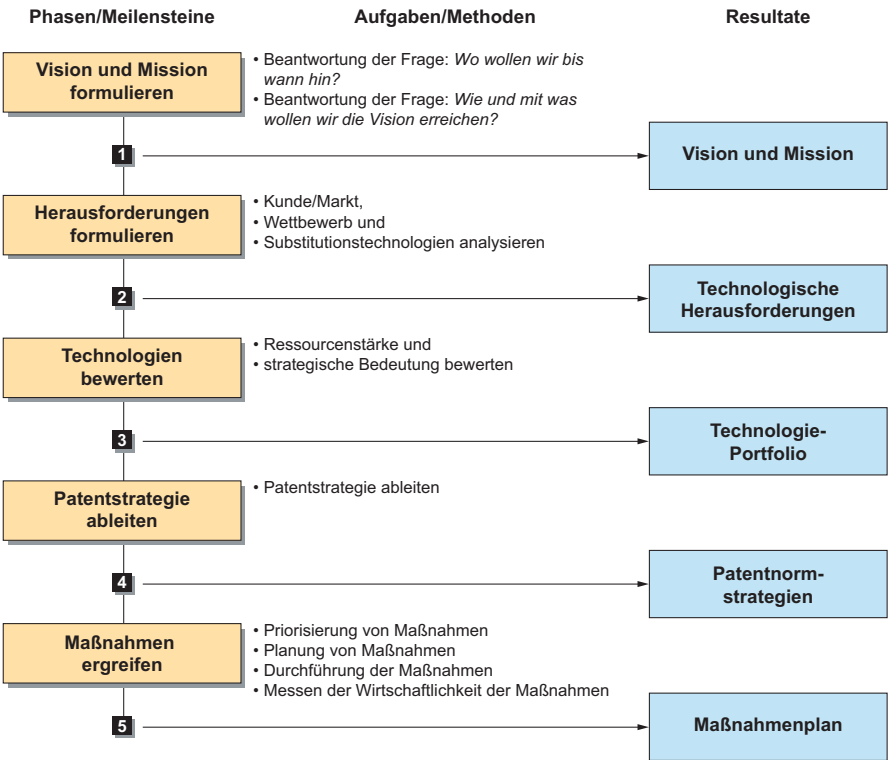 Phasen/Meilensteine
Aufgaben/Methoden
Resultate
Vision und Mission
formulieren
• Beantwortung der Frage: Wo wollen wir bis
wann hin?
• Beantwortung der Frage: Wie und mit was
wollen wir die Vision erreichen?
1
Vision und Mission
Herausforderungen
formulieren
• Kunde/Markt,
• Wettbewerb und
• Substitutionstechnologien analysieren
2
Technologische
Herausforderungen
Technologien
bewerten
• Ressourcenstärke und
• strategische Bedeutung bewerten
3
Technologie-
Portfolio
Patentstrategie
ableiten
• Patentstrategie ableiten
4
Patentnorm-
strategien
Maßnahmen
ergreifen
• Priorisierung von Maßnahmen
• Planung von Maßnahmen
• Durchführung der Maßnahmen
• Messen der Wirtschaftlichkeit der Maßnahmen
5
Maßnahmenplan